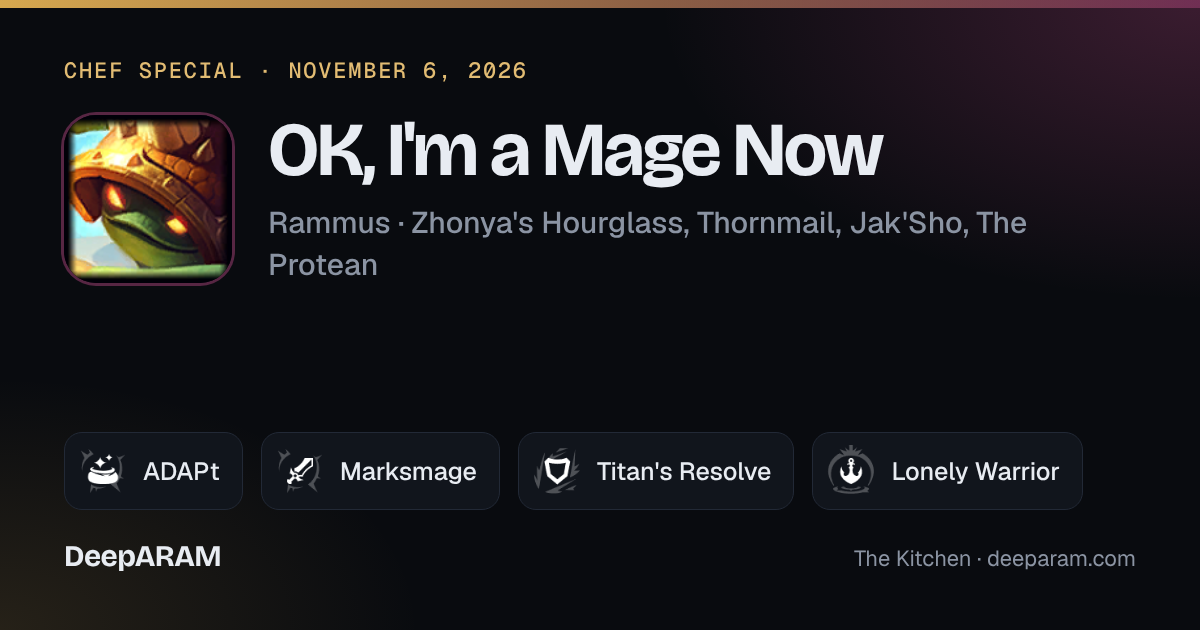 CHEF SPECIAL · NOVEMBER 6, 2026
OK, I'm a Mage Now
Rammus · Zhonya's Hourglass, Thornmail, Jak'Sho, The
Protean
ADAPt
Marksmage
Titan's Resolve
Lonely Warrior
DeepARAM
The Kitchen · deeparam.com